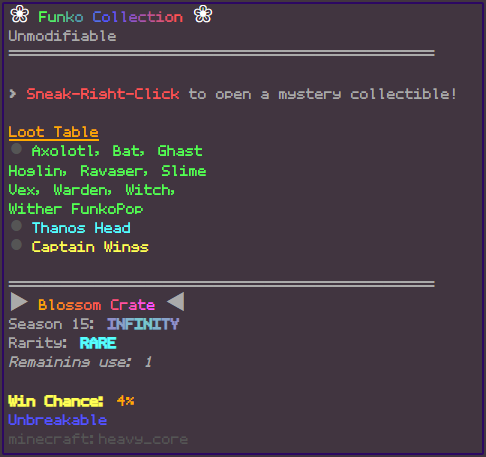 ❀ Funko Collection ❀
Unmodifiable
> Sneak-Right-Click to open a mystery collectible!
Loot Table
● Axolotl, Bat, Ghast
Hoglin, Ravager, Slime
Vex, Warden, Witch,
Wither FunkoPop
● Thanos Head
● Captain Wings
▶ Blossom Crate ◀
Season 15: INFINITY
Rarity: RARE
Remaining use: 1
Win Chance: 4%
Unbreakable
minecraft:heavy_core